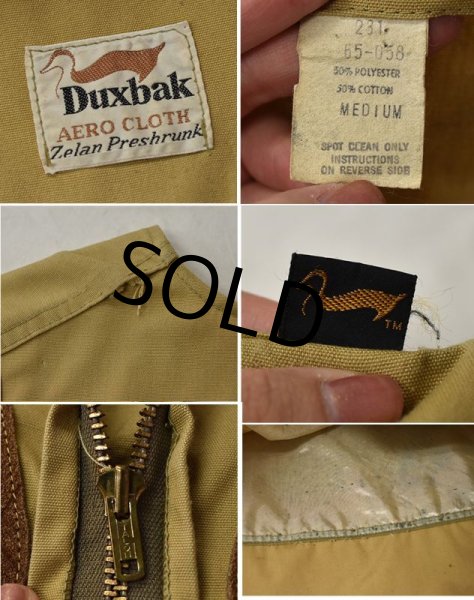 Duxbak
AERO CLOTH
Zelan Preshrunk
231
65-058
50% POLYESTER
50% COTTON
MEDIUM
SPOT CLEAN ONLY
INSTRUCTIONS
ON REVERSE SIDE
SOLD
TM